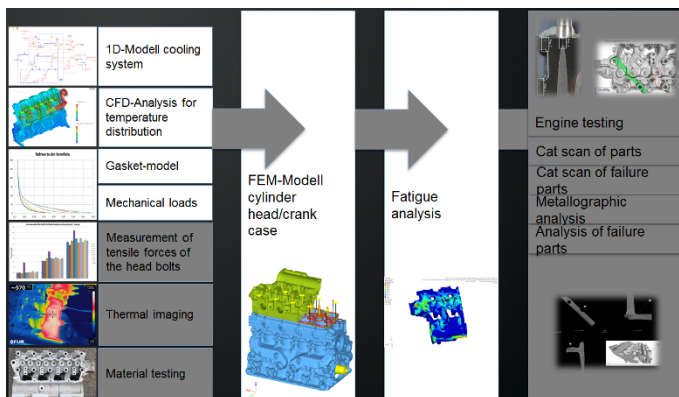 1D-Modell cooling
system
CFD-Analysis for
temperature
distribution
Gasket-model
Mechanical loads
Measurement of
tensile forces of
the head bolts
~570
Thermal imaging
Material testing
FEM-Modell
cylinder
head/crank
case
Fatigue
analysis
Engine testing
Cat scan of parts
Cat scan of failure
parts
Metallographic
analysis
Analysis of failure
parts